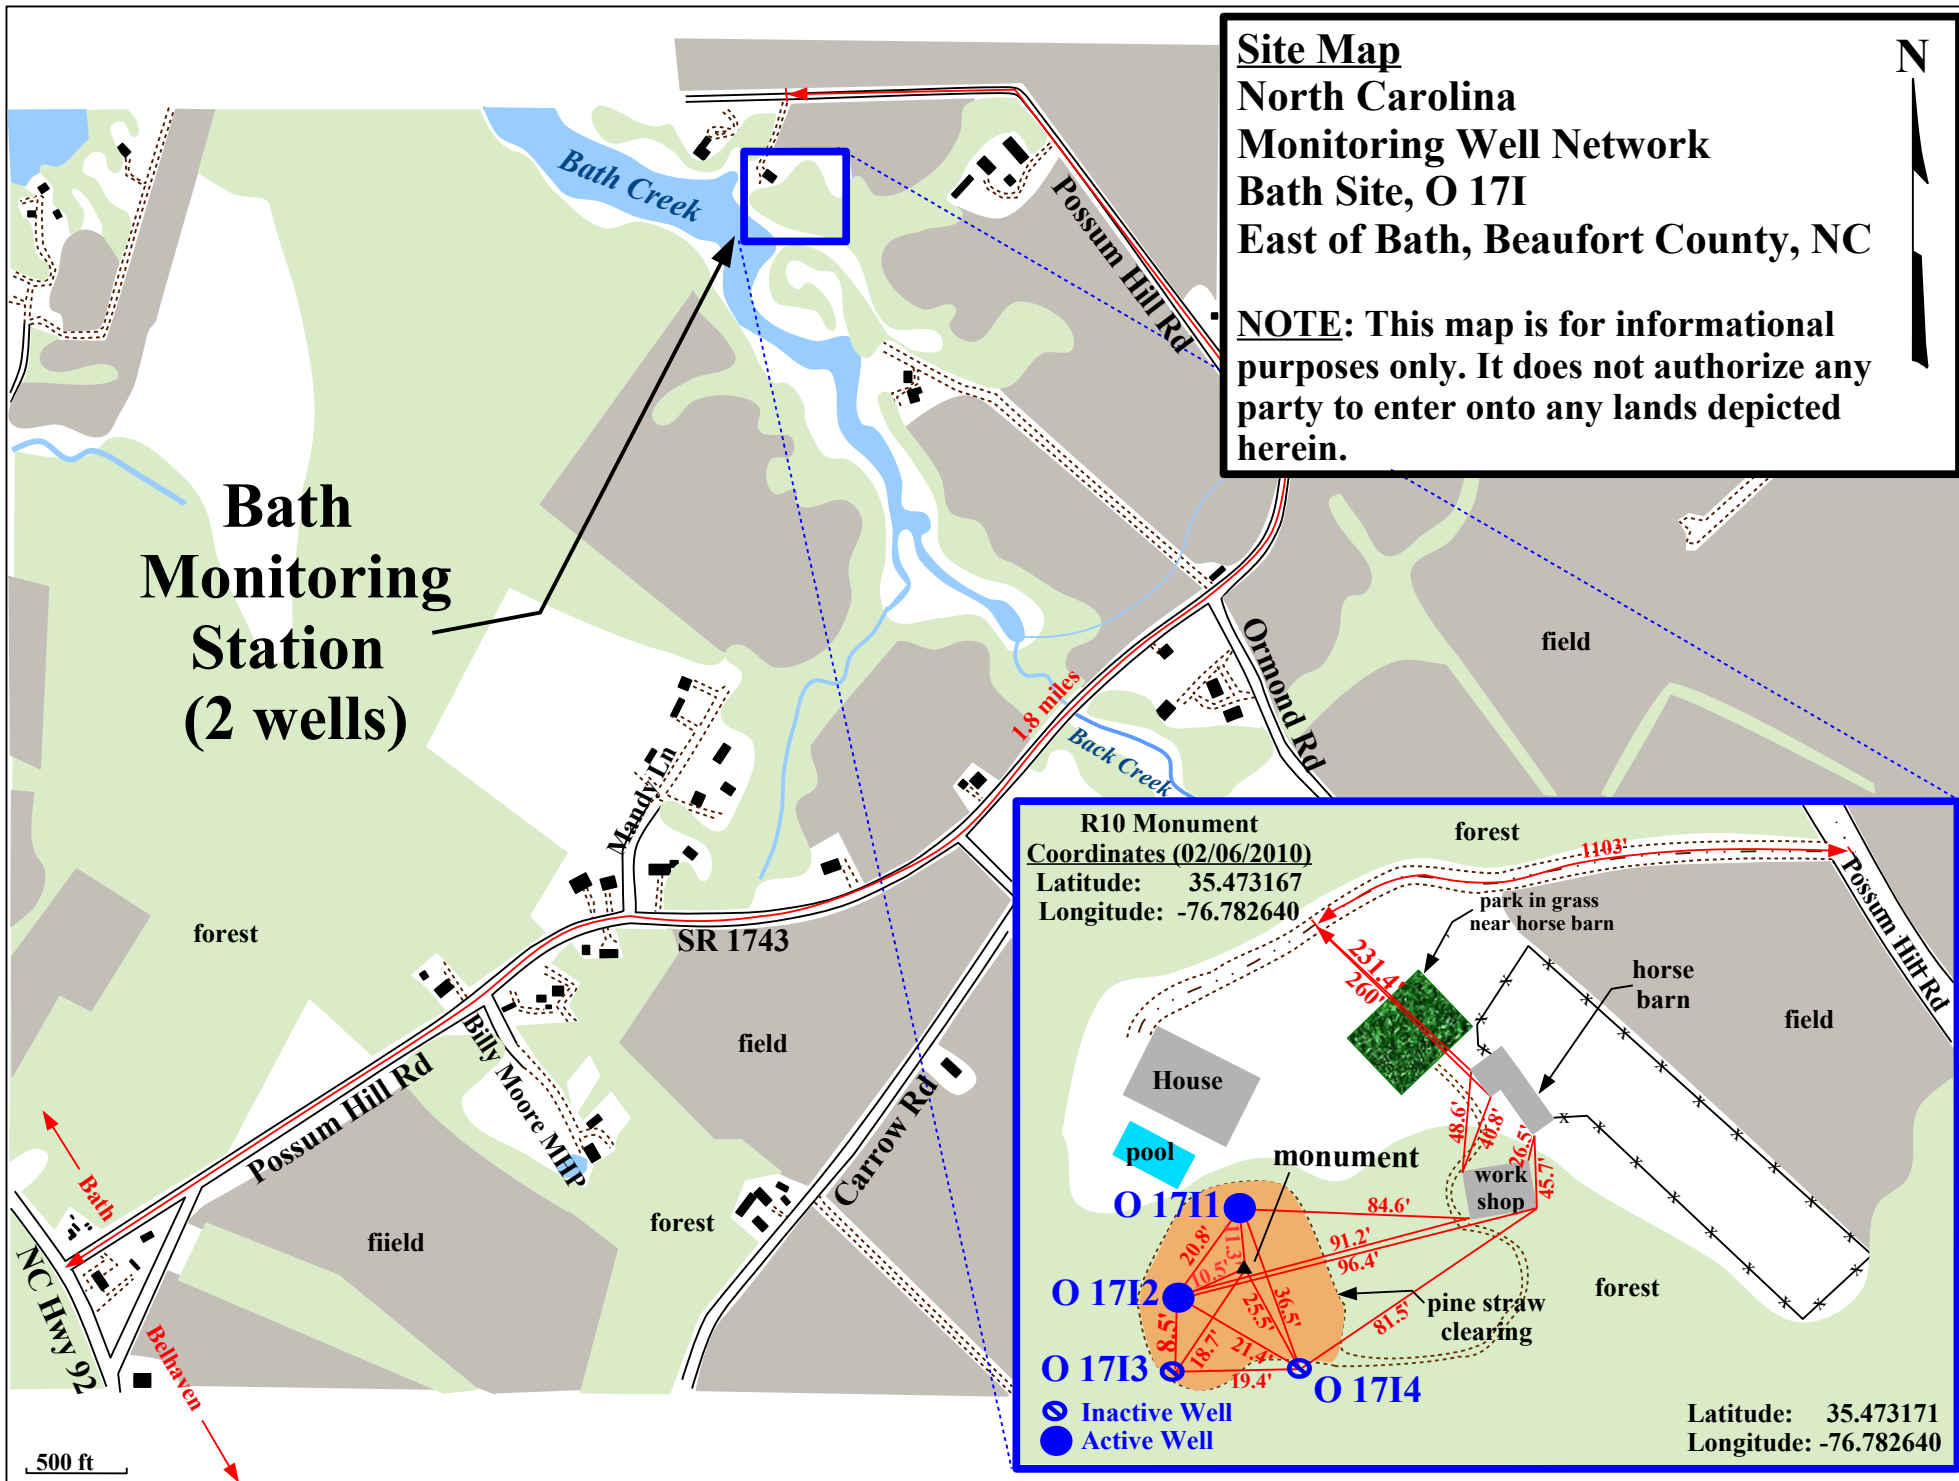 Site Map
North Carolina
Monitoring Well Network
Bath Site, O 17I
East of Bath, Beaufort County, NC
NOTE: This map is for informational
purposes only. It does not authorize any
party to enter onto any lands depicted
herein.
N
Bath Creek
Possum Hill Rd
Bath
Monitoring
Station
(2 wells)
field
Ormond Rd
1.8 miles
Back Creek
Mandy Ln
forest
SR 1743
Billy Moore MHP
field
Possum Hill Rd
Carrow Rd
Bath
forest
fiield
NC Hwy 92
Belhaven
500 ft
R10 Monument
Coordinates (02/06/2010)
Latitude: 35.473167
Longitude: -76.782640
forest
1103'
Possum Hill Rd
park in grass
near horse barn
231.4'
260'
horse
barn
field
House
48.6'
40.8'
26.5'
45.7'
pool
monument
work
shop
O 17I1
84.6'
20.8'
11.3'
91.2'
96.4'
10.5'
O 17I2
36.5'
25.5'
forest
pine straw
clearing
81.5'
8.5'
18.7'
21.4'
O 17I3
19.4'
O 17I4
Inactive Well
Active Well
Latitude: 35.473171
Longitude: -76.782640